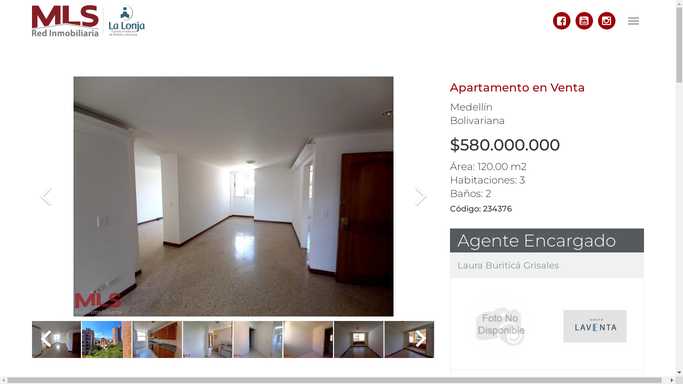 MLS
Red Inmobiliaria
La Lonja
Apartamento en Venta
Medellín
Bolivariana
$580.000.000
Área: 120.00 m2
Habitaciones: 3
Baños: 2
Código: 234376
Agente Encargado
Laura Buriticá Grisales
MLS
Foto No
Disponible
LAVENTA